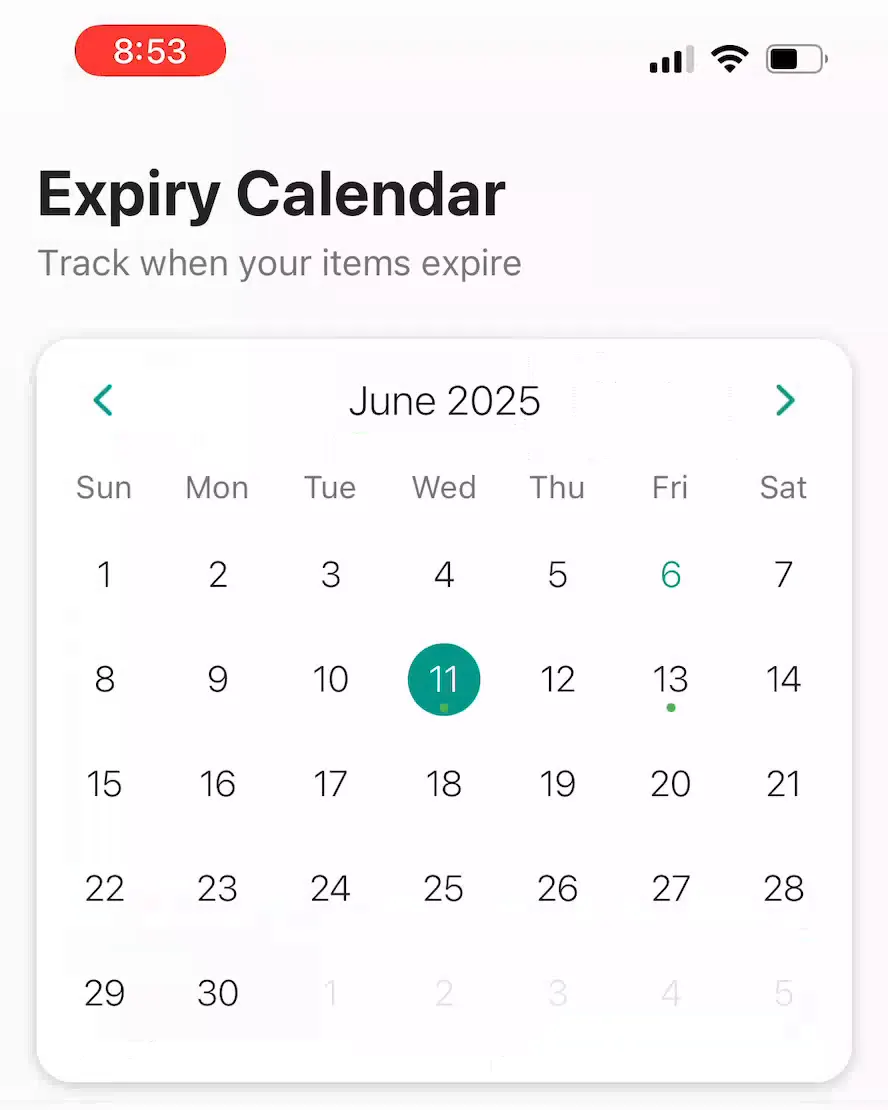 8:53
Expiry Calendar
Track when your items expire
June 2025
Sun Mon Tue Wed Thu Fri Sat
1 2 3 4 5 6 7
8 9 10 11 12 13 14
15 16 17 18 19 20 21
22 23 24 25 26 27 28
29 30 1 2 3 4 5